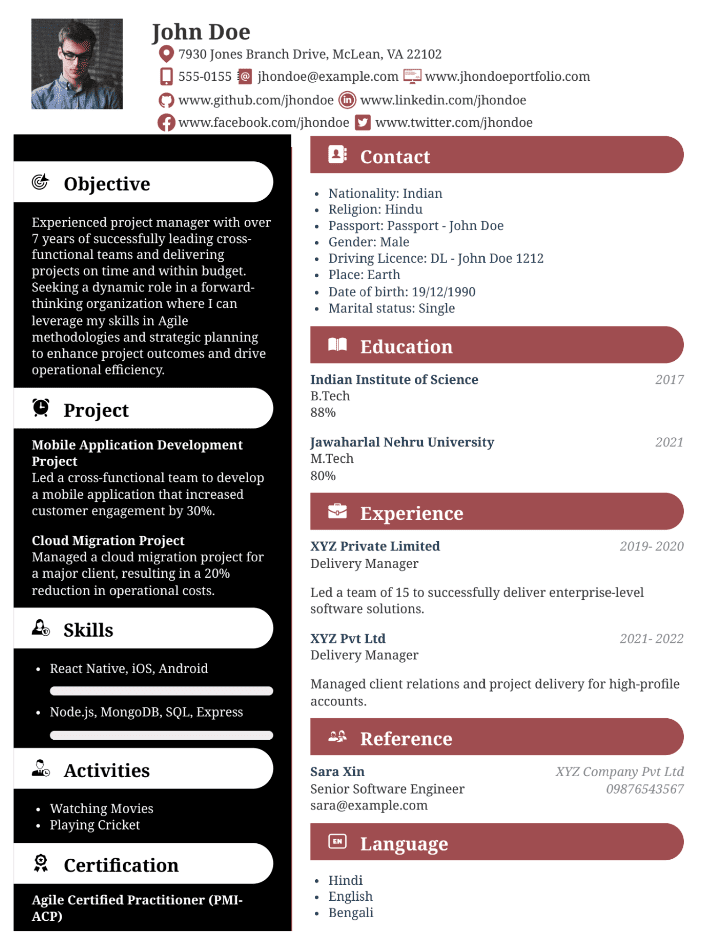 John Doe
7930 Jones Branch Drive, McLean, VA 22102
555-0155 jhondoe@example.com www.jhondoeportfolio.com
www.github.com/jhondoe www.linkedin.com/jhondoe
www.facebook.com/jhondoe www.twitter.com/jhondoe
Objective
Experienced project manager with over
7 years of successfully leading cross-
functional teams and delivering
projects on time and within budget.
Seeking a dynamic role in a forward-
thinking organization where I can
leverage my skills in Agile
methodologies and strategic planning
to enhance project outcomes and drive
operational efficiency.
Project
Mobile Application Development
Project
Led a cross-functional team to develop
a mobile application that increased
customer engagement by 30%.
Cloud Migration Project
Managed a cloud migration project for
a major client, resulting in a 20%
reduction in operational costs.
Skills
• React Native, iOS, Android
• Node.js, MongoDB, SQL, Express
Activities
• Watching Movies
• Playing Cricket
Certification
Agile Certified Practitioner (PMI-
ACP)
Contact
• Nationality: Indian
• Religion: Hindu
• Passport: Passport - John Doe
• Gender: Male
• Driving Licence: DL - John Doe 1212
• Place: Earth
• Date of birth: 19/12/1990
• Marital status: Single
Education
Indian Institute of Science 2017
B.Tech
88%
Jawaharlal Nehru University 2021
M.Tech
80%
Experience
XYZ Private Limited 2019- 2020
Delivery Manager
Led a team of 15 to successfully deliver enterprise-level
software solutions.
XYZ Pvt Ltd 2021- 2022
Delivery Manager
Managed client relations and project delivery for high-profile
accounts.
Reference
Sara Xin XYZ Company Pvt Ltd
Senior Software Engineer 09876543567
sara@example.com
EN Language
• Hindi
• English
• Bengali